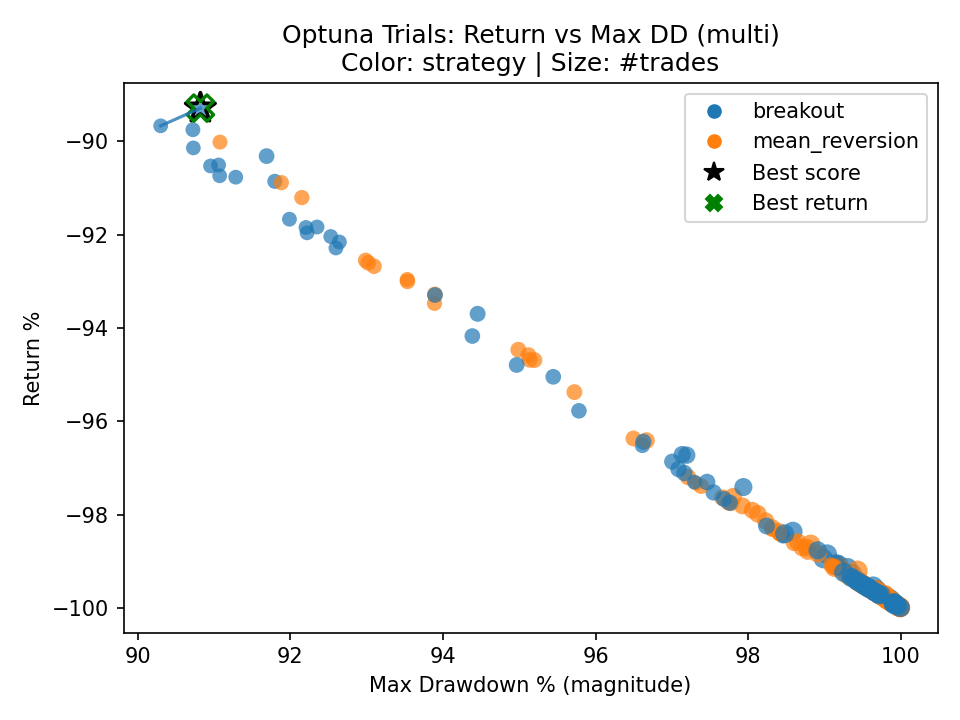 Optuna Trials: Return vs Max DD (multi)
Color: strategy | Size: #trades
breakout
mean_reversion
Best score
Best return
Return %
−90
−92
−94
−96
−98
−100
90
92
94
96
98
100
Max Drawdown % (magnitude)